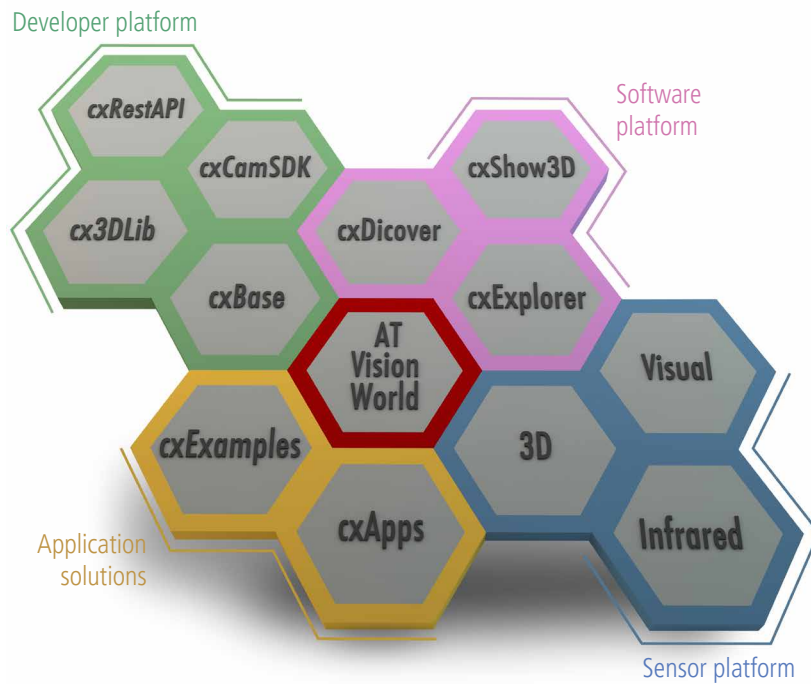 Developer platform
cxRestAPI
cxCamSDK
cx3DLib
cxBase
Software
platform
cxShow3D
cxDicover
cxExplorer
AT
Vision
World
Visual
3D
Infrared
cxExamples
cxApps
Application
solutions
Sensor platform